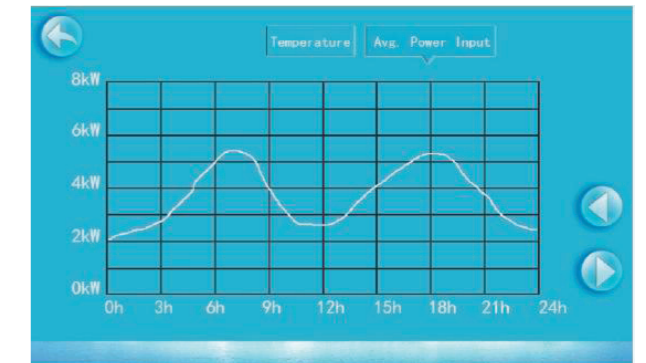 Temperature
Avg. Power Input
8kW
6kW
4kW
2kW
0kW
0h 3h 6h 9h 12h 15h 18h 21h 24h